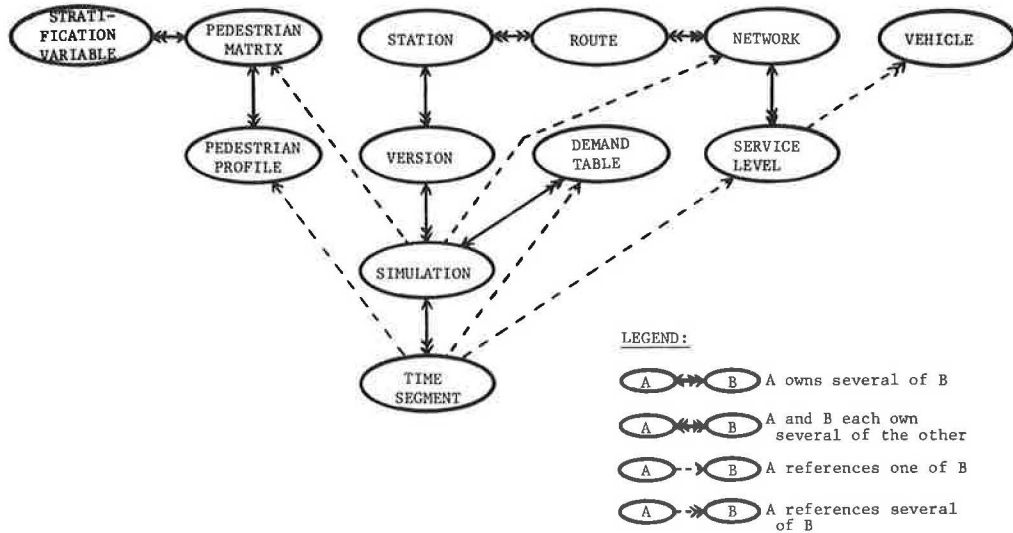 STRATI-
FICATION
VARIABLE
PEDESTRIAN
MATRIX
STATION
ROUTE
NETWORK
VEHICLE
PEDESTRIAN
PROFILE
VERSION
DEMAND
TABLE
SERVICE
LEVEL
SIMULATION
TIME
SEGMENT
LEGEND:
A B A owns several of B
A B A and B each own
several of the other
A B A references one of B
A B A references several
of B